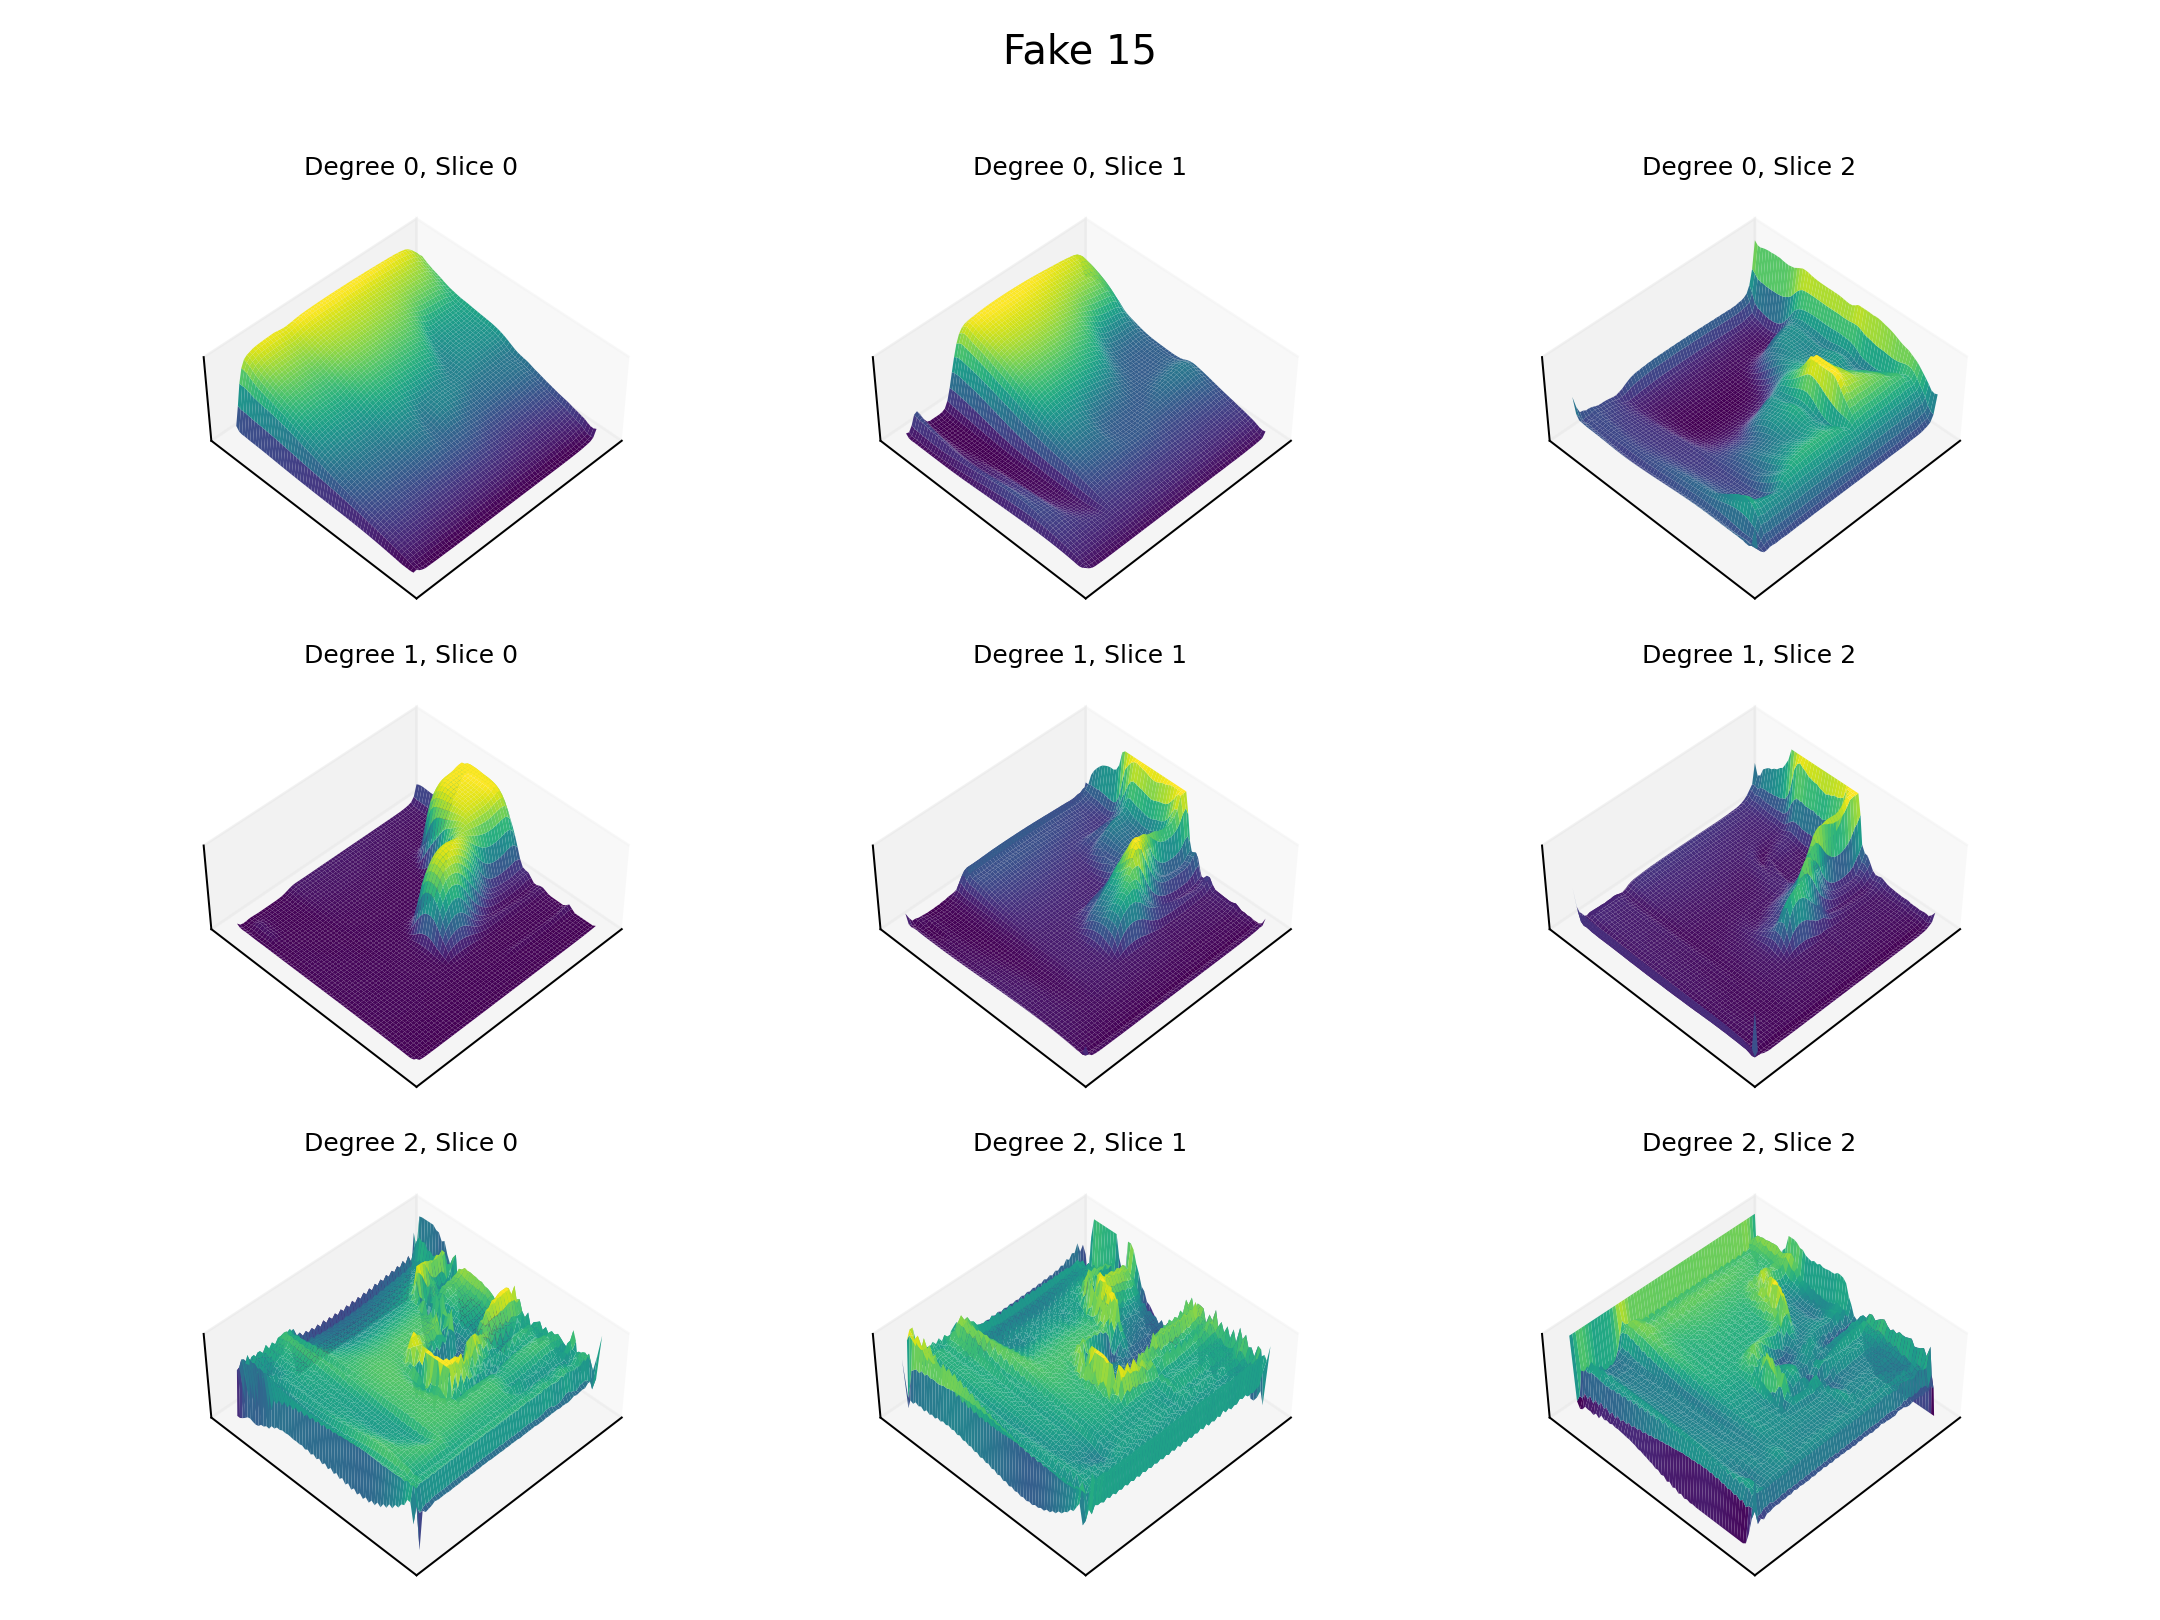 Fake 15
Degree 0, Slice 0
Degree 0, Slice 1
Degree 0, Slice 2
Degree 1, Slice 0
Degree 1, Slice 1
Degree 1, Slice 2
Degree 2, Slice 0
Degree 2, Slice 1
Degree 2, Slice 2